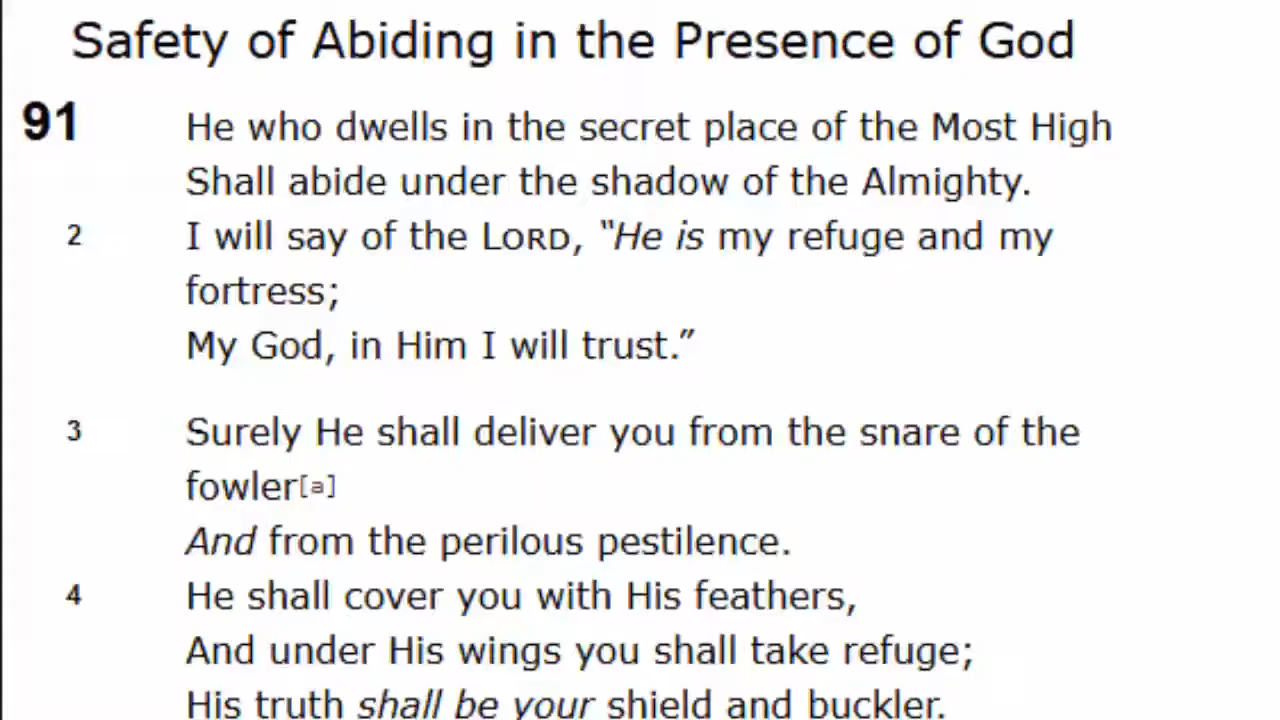 Safety of Abiding in the Presence of God
91 He who dwells in the secret place of the Most High
Shall abide under the shadow of the Almighty.
2 I will say of the LORD, “He is my refuge and my
fortress;
My God, in Him I will trust.”
3 Surely He shall deliver you from the snare of the
fowler[a]
And from the perilous pestilence.
4 He shall cover you with His feathers,
And under His wings you shall take refuge;
His truth shall be your shield and buckler.